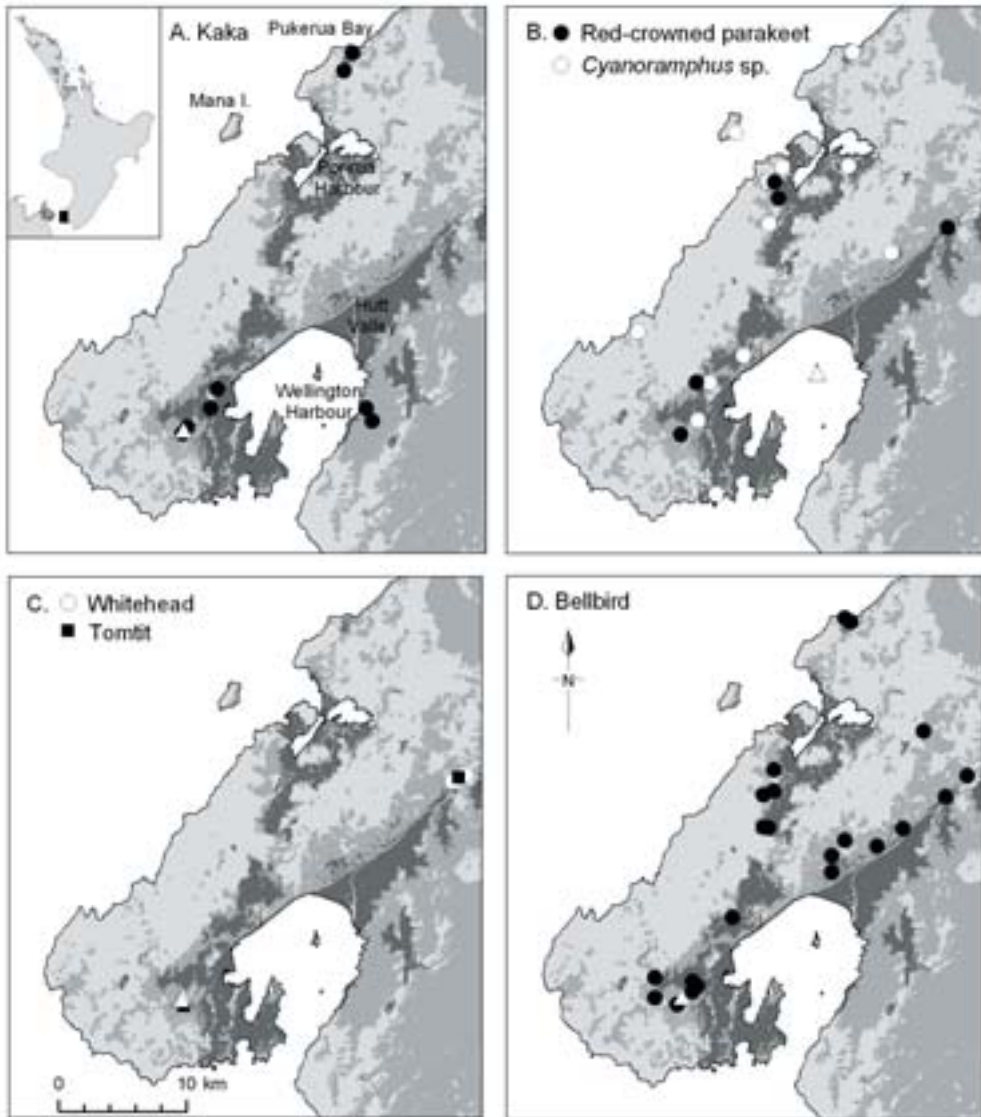 A. Kaka
Pukerua Bay
Mana I.
Porirua
Harbour
Hutt
Valley
Wellington
Harbour
B. Red-crowned parakeet
Cyanoramphus sp.
C. Whitehead
Tomtit
0 10 km
D. Bellbird
N